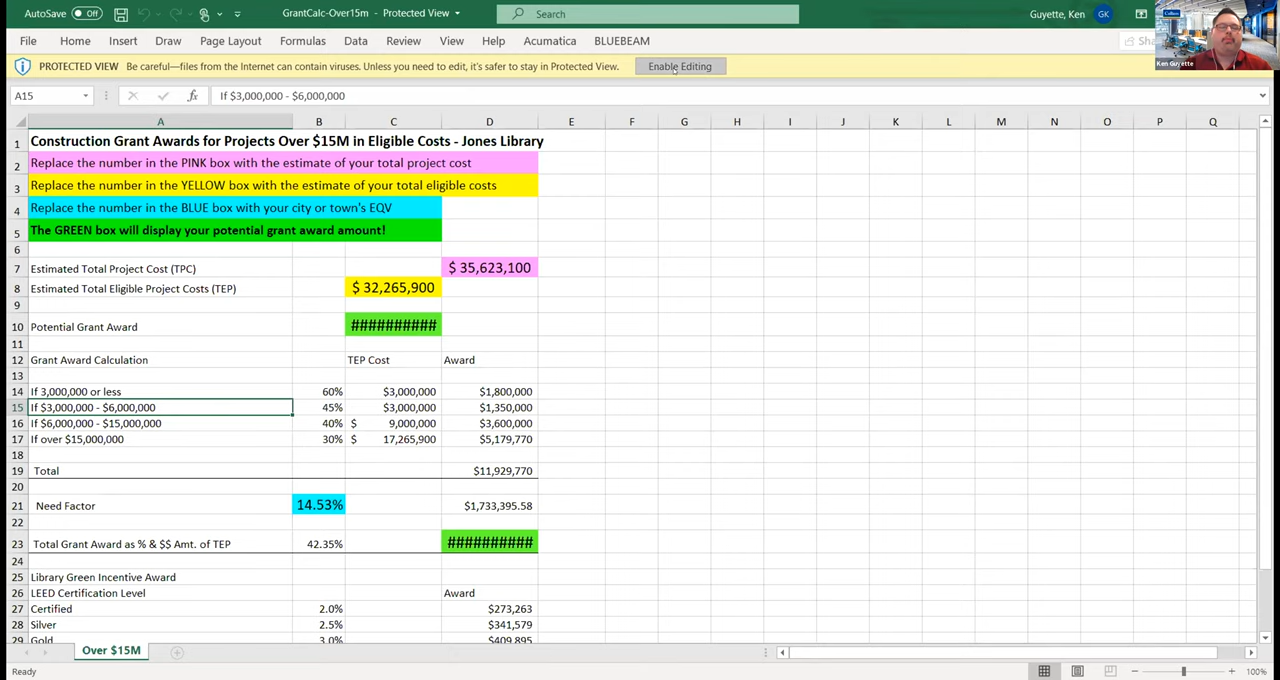 AutoSave Off GrantCalc-Over15m - Protected View Search Guyette, Ken GK
File Home Insert Draw Page Layout Formulas Data Review View Help Acumatica BLUEBEAM
Ken Guyette
PROTECTED VIEW Be careful—files from the Internet can contain viruses. Unless you need to edit, it's safer to stay in Protected View. Enable Editing
A15 fx If $3,000,000 - $6,000,000
A B C D E F G H I J K L M N O P Q
1 Construction Grant Awards for Projects Over $15M in Eligible Costs - Jones Library
2 Replace the number in the PINK box with the estimate of your total project cost
3 Replace the number in the YELLOW box with the estimate of your total eligible costs
4 Replace the number in the BLUE box with your city or town's EQV
5 The GREEN box will display your potential grant award amount!
6
7 Estimated Total Project Cost (TPC) $ 35,623,100
8 Estimated Total Eligible Project Costs (TEP) $ 32,265,900
9
10 Potential Grant Award ##########
11
12 Grant Award Calculation TEP Cost Award
13
14 If 3,000,000 or less 60% $3,000,000 $1,800,000
15 If $3,000,000 - $6,000,000 45% $3,000,000 $1,350,000
16 If $6,000,000 - $15,000,000 40% $ 9,000,000 $3,600,000
17 If over $15,000,000 30% $ 17,265,900 $5,179,770
18
19 Total $11,929,770
20
21 Need Factor 14.53% $1,733,395.58
22
23 Total Grant Award as % & $$ Amt. of TEP 42.35% ##########
24
25 Library Green Incentive Award
26 LEED Certification Level Award
27 Certified 2.0% $273,263
28 Silver 2.5% $341,579
29 Gold 3.0% $409,895
Over $15M
Ready 100%